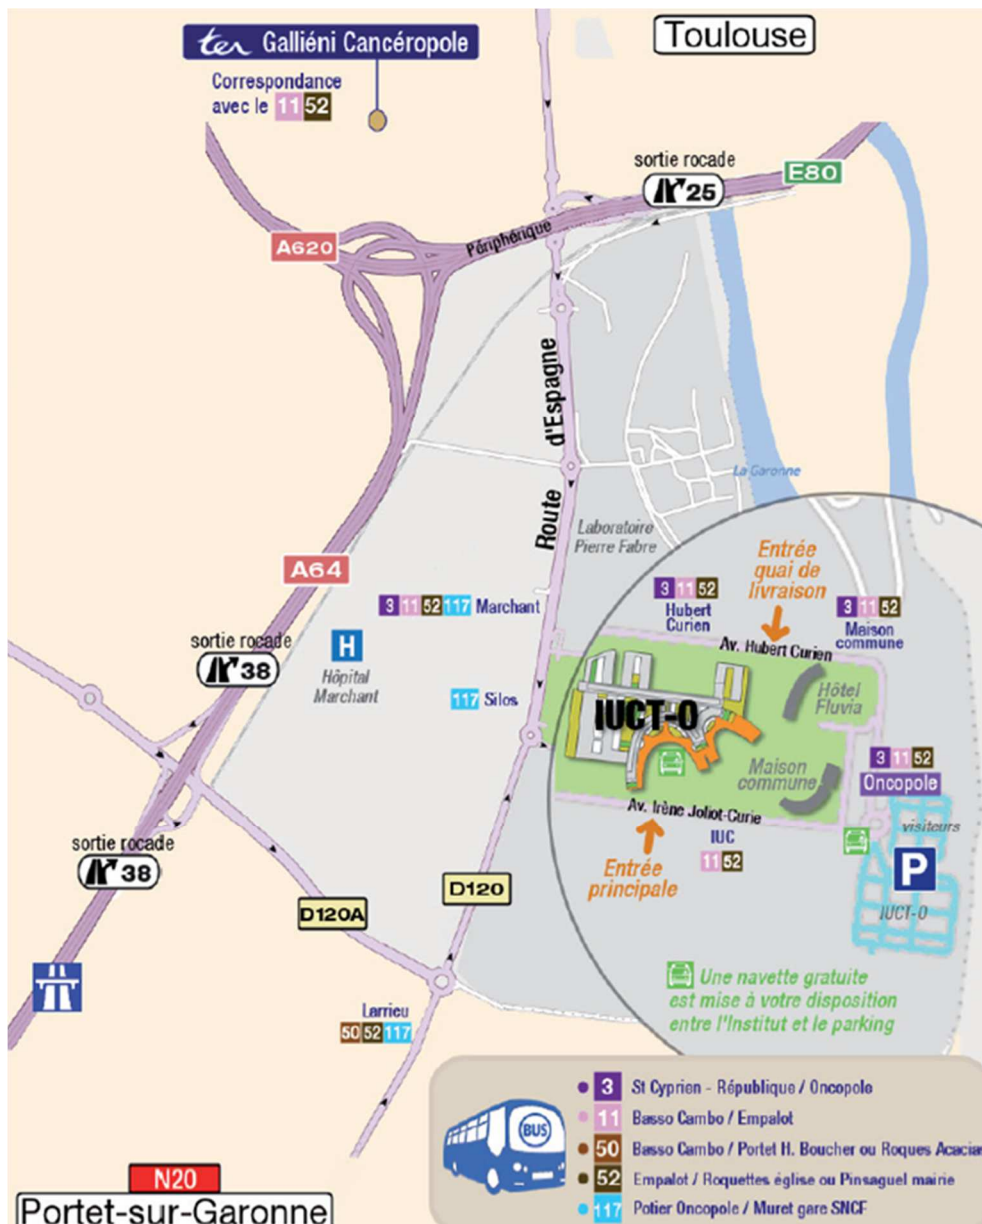 ter Galliéni Cancéropole
Toulouse
Correspondance
avec le 11 52
sortie rocade
25
E80
A620
Périphérique
Route d'Espagne
La Garonne
Laboratoire
Pierre Fabre
Entrée
quai de
livraison
A64
3 11 52 117 Marchant
3 11 52
Hubert
Curien
3 11 52
Maison
commune
sortie rocade
38
H
Hôpital
Marchant
Av. Hubert Curien
117 Silos
IUCT-O
Hôtel
Fluvia
3 11 52
Oncopole
Maison
commune
Av. Irène Joliot-Curie
visiteurs
sortie rocade
38
IUC
11 52
Entrée
principale
P
IUCT-O
D120
D120A
Une navette gratuite
est mise à votre disposition
entre l'Institut et le parking
Larrieu
50 52 117
BUS
3 St Cyprien - République / Oncopole
11 Basso Cambo / Empalot
50 Basso Cambo / Portet H. Boucher ou Roques Acacias
52 Empalot / Roquettes église ou Pinsaguel mairie
117 Potier Oncopole / Muret gare SNCF
N20
Portet-sur-Garonne